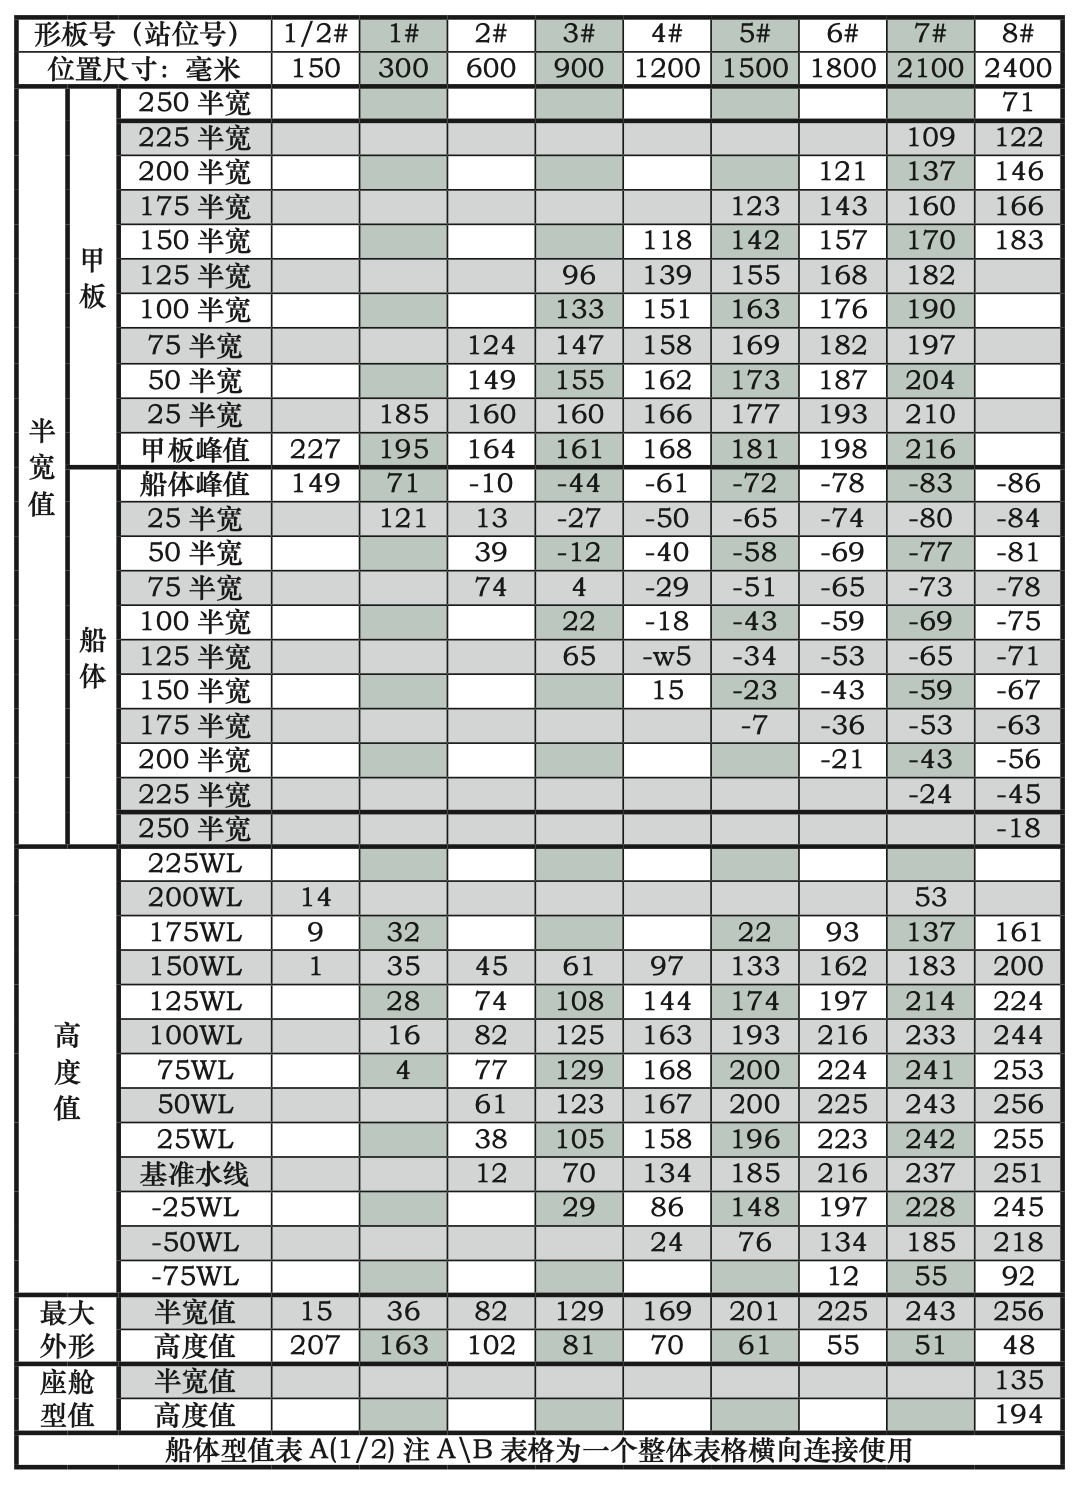 形板号（站位号） 1/2# 1# 2# 3# 4# 5# 6# 7# 8#
位置尺寸：毫米 150 300 600 900 1200 1500 1800 2100 2400
半宽值
甲板
250 半宽 71
225 半宽 109 122
200 半宽 121 137 146
175 半宽 123 143 160 166
150 半宽 118 142 157 170 183
125 半宽 96 139 155 168 182
100 半宽 133 151 163 176 190
75 半宽 124 147 158 169 182 197
50 半宽 149 155 162 173 187 204
25 半宽 185 160 160 166 177 193 210
甲板峰值 227 195 164 161 168 181 198 216
船体
船体峰值 149 71 -10 -44 -61 -72 -78 -83 -86
25 半宽 121 13 -27 -50 -65 -74 -80 -84
50 半宽 39 -12 -40 -58 -69 -77 -81
75 半宽 74 4 -29 -51 -65 -73 -78
100 半宽 22 -18 -43 -59 -69 -75
125 半宽 65 -w5 -34 -53 -65 -71
150 半宽 15 -23 -43 -59 -67
175 半宽 -7 -36 -53 -63
200 半宽 -21 -43 -56
225 半宽 -24 -45
250 半宽 -18
高度值
225WL
200WL 14 53
175WL 9 32 22 93 137 161
150WL 1 35 45 61 97 133 162 183 200
125WL 28 74 108 144 174 197 214 224
100WL 16 82 125 163 193 216 233 244
75WL 4 77 129 168 200 224 241 253
50WL 61 123 167 200 225 243 256
25WL 38 105 158 196 223 242 255
基准水线 12 70 134 185 216 237 251
-25WL 29 86 148 197 228 245
-50WL 24 76 134 185 218
-75WL 12 55 92
最大外形
半宽值 15 36 82 129 169 201 225 243 256
高度值 207 163 102 81 70 61 55 51 48
座舱型值
半宽值 135
高度值 194
船体型值表 A(1/2) 注 A\B 表格为一个整体表格横向连接使用